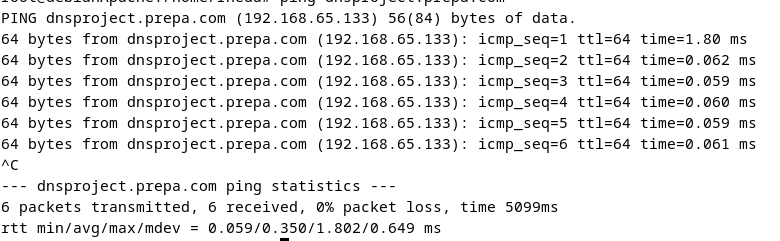 PING dnsproject.prepa.com (192.168.65.133) 56(84) bytes of data.
64 bytes from dnsproject.prepa.com (192.168.65.133): icmp_seq=1 ttl=64 time=1.80 ms
64 bytes from dnsproject.prepa.com (192.168.65.133): icmp_seq=2 ttl=64 time=0.062 ms
64 bytes from dnsproject.prepa.com (192.168.65.133): icmp_seq=3 ttl=64 time=0.059 ms
64 bytes from dnsproject.prepa.com (192.168.65.133): icmp_seq=4 ttl=64 time=0.060 ms
64 bytes from dnsproject.prepa.com (192.168.65.133): icmp_seq=5 ttl=64 time=0.059 ms
64 bytes from dnsproject.prepa.com (192.168.65.133): icmp_seq=6 ttl=64 time=0.061 ms
^C
--- dnsproject.prepa.com ping statistics ---
6 packets transmitted, 6 received, 0% packet loss, time 5099ms
rtt min/avg/max/mdev = 0.059/0.350/1.802/0.649 ms